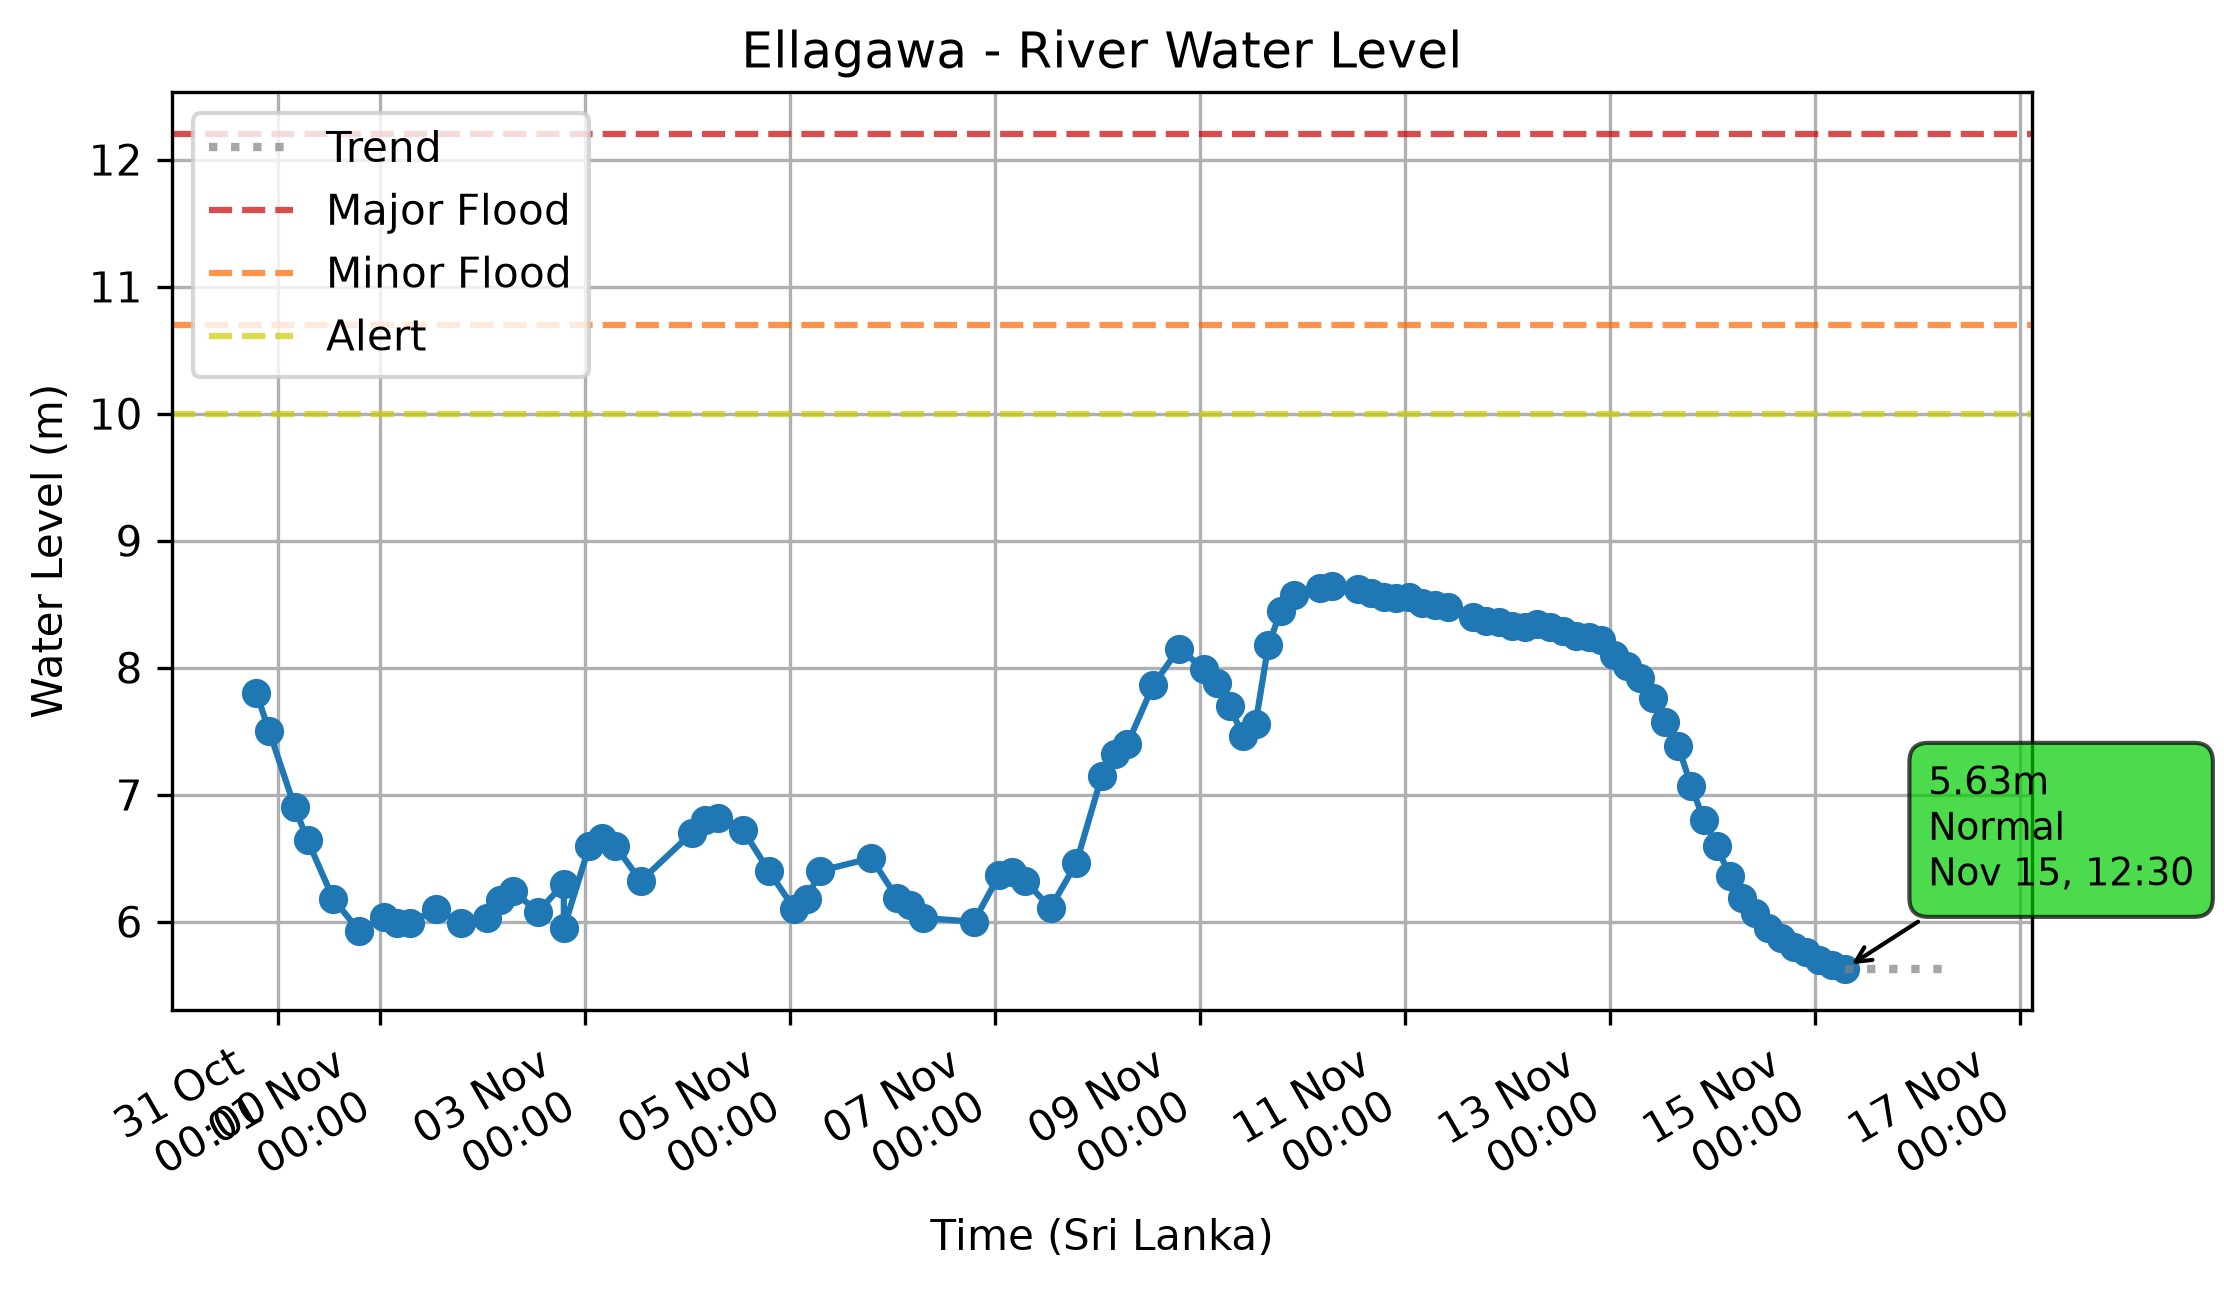 Ellagawa - River Water Level
Trend
Major Flood
Minor Flood
Alert
12
11
10
9
8
7
6
Water Level (m)
5.63m
Normal
Nov 15, 12:30
31 Oct
00:00
01 Nov
00:00
03 Nov
00:00
05 Nov
00:00
07 Nov
00:00
09 Nov
00:00
11 Nov
00:00
13 Nov
00:00
15 Nov
00:00
17 Nov
00:00
Time (Sri Lanka)